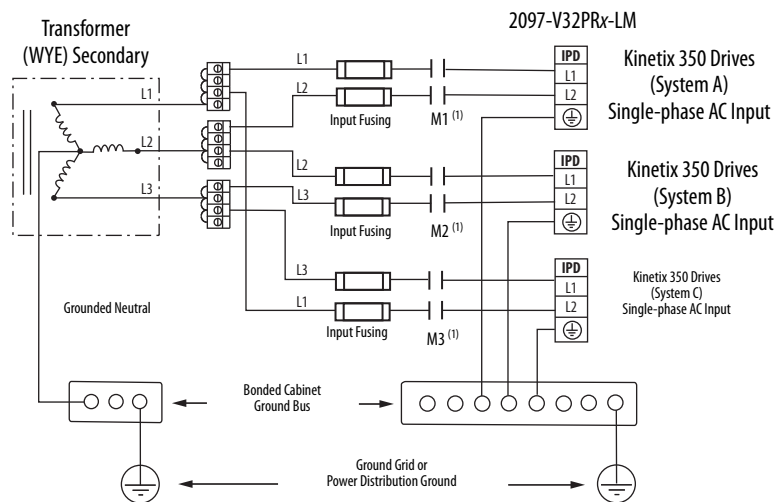 Transformer
(WYE) Secondary
2097-V32PRx-LM
L1
L2
L3
L1
L2
Input Fusing
M1 (1)
IPD
L1
L2
Kinetix 350 Drives
(System A)
Single-phase AC Input
L2
L3
Input Fusing
M2 (1)
IPD
L1
L2
Kinetix 350 Drives
(System B)
Single-phase AC Input
L3
L1
Input Fusing
M3 (1)
IPD
L1
L2
Kinetix 350 Drives
(System C)
Single-phase AC Input
Grounded Neutral
Bonded Cabinet
Ground Bus
Ground Grid or
Power Distribution Ground